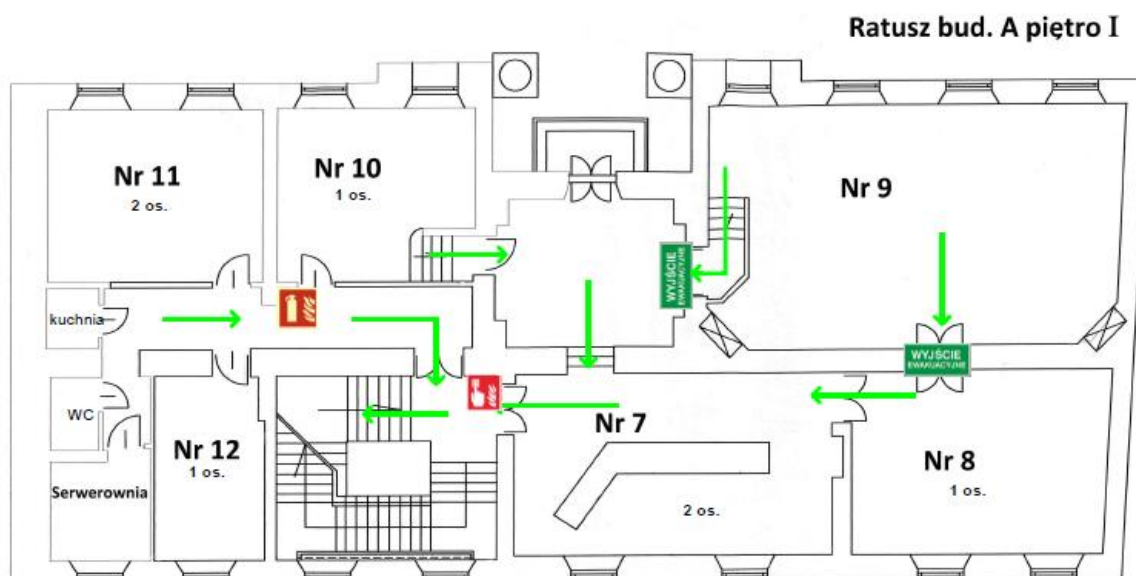 Ratusz bud. A piętro I
Nr 11
2 os.
Nr 10
1 os.
Nr 9
WYJŚCIE
EWAKUACYJNE
kuchnia
WYJŚCIE
EWAKUACYJNE
WC
Nr 12
1 os.
Serwerownia
Nr 7
2 os.
Nr 8
1 os.